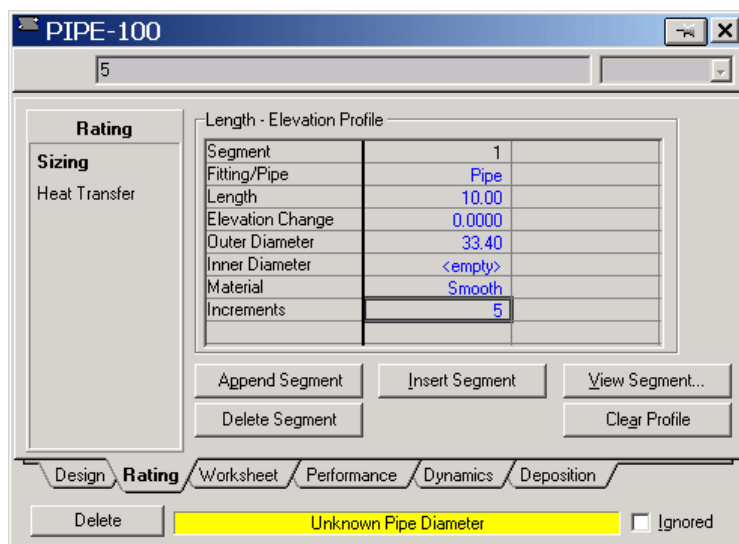 PIPE-100
5
Rating
Sizing
Heat Transfer
Length - Elevation Profile
Segment 1
Fitting/Pipe Pipe
Length 10.00
Elevation Change 0.0000
Outer Diameter 33.40
Inner Diameter <empty>
Material Smooth
Increments 5
Append Segment Insert Segment View Segment...
Delete Segment Clear Profile
Design Rating Worksheet Performance Dynamics Deposition
Delete Unknown Pipe Diameter Ignored